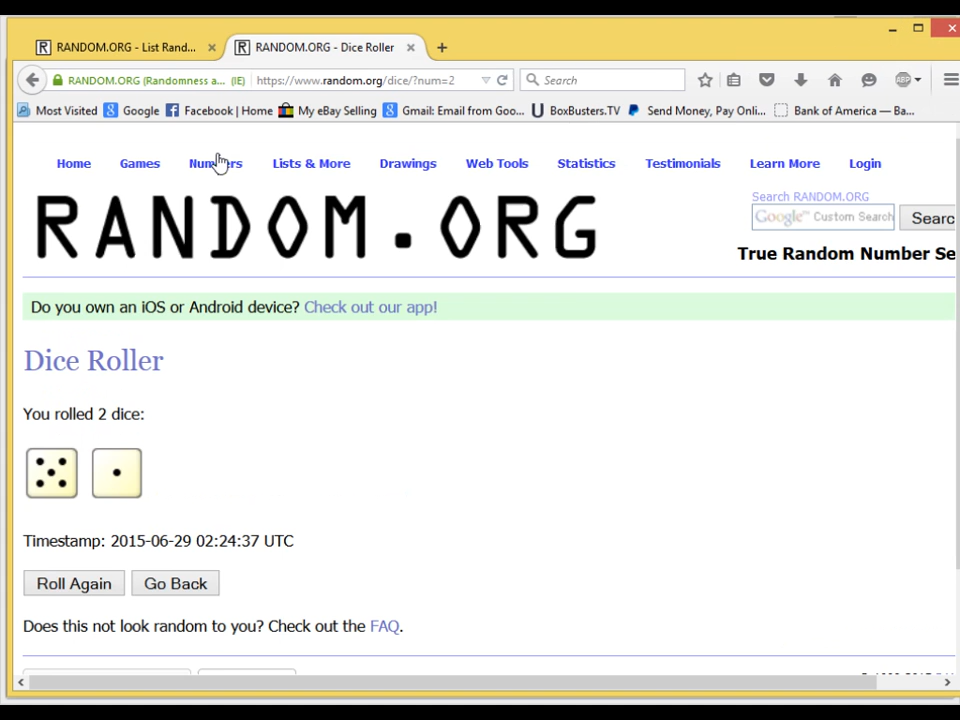 RANDOM.ORG - List Rand...
RANDOM.ORG - Dice Roller
RANDOM.ORG (Randomness a... (IE) https://www.random.org/dice/?num=2 Search
Most Visited Google Facebook | Home My eBay Selling Gmail: Email from Goo... BoxBusters.TV Send Money, Pay Onli... Bank of America — Ba...
Home Games Numbers Lists & More Drawings Web Tools Statistics Testimonials Learn More Login
RANDOM.ORG
Search RANDOM.ORG
Google™ Custom Search Searc
True Random Number Se
Do you own an iOS or Android device? Check out our app!
Dice Roller
You rolled 2 dice:
Timestamp: 2015-06-29 02:24:37 UTC
Roll Again Go Back
Does this not look random to you? Check out the FAQ.